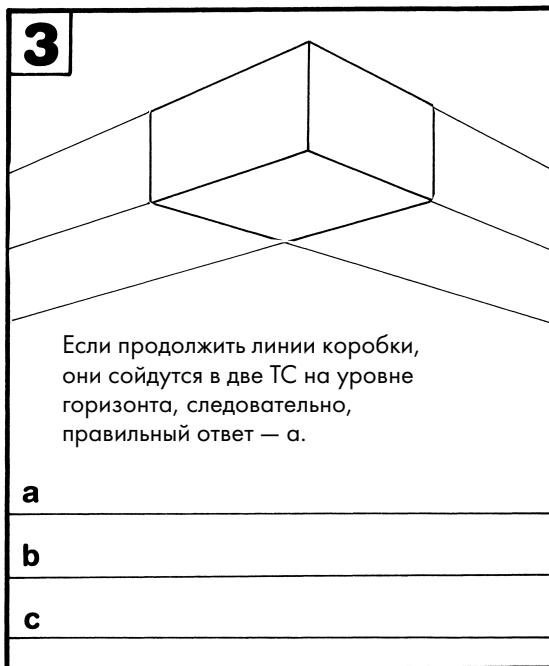 3
Если продолжить линии коробки,
они сойдутся в две ТС на уровне
горизонта, следовательно,
правильный ответ — а.
a
b
c